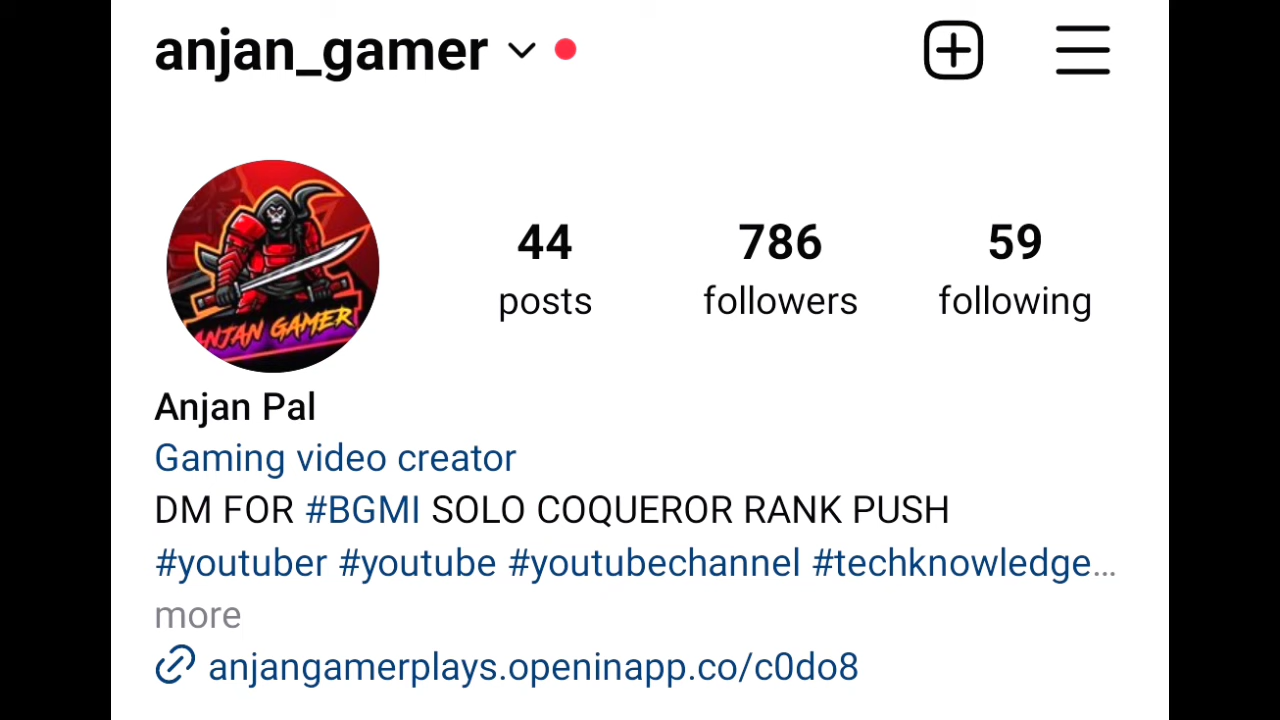 anjan_gamer
ANJAN GAMER
44 786 59
posts followers following
Anjan Pal
Gaming video creator
DM FOR #BGMI SOLO COQUEROR RANK PUSH
#youtuber #youtube #youtubechannel #techknowledge…
more
anjangamerplays.openinapp.co/c0do8